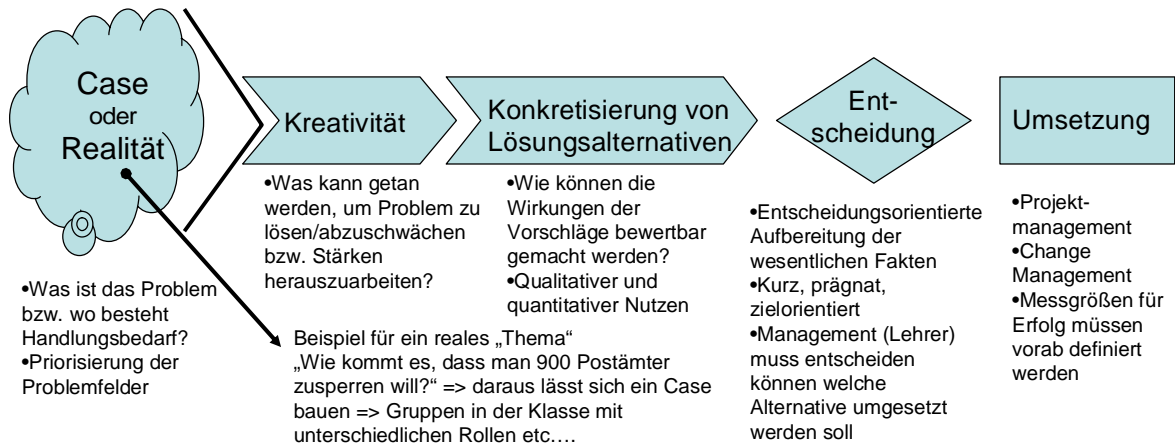 Case
oder
Realität
•Was ist das Problem
bzw. wo besteht
Handlungsbedarf?
•Priorisierung der
Problemfelder
Kreativität
•Was kann getan
werden, um Problem zu
lösen/abzuschwächen
bzw. Stärken
herauszuarbeiten?
Konkretisierung von
Lösungsalternativen
•Wie können die
Wirkungen der
Vorschläge bewertbar
gemacht werden?
•Qualitativer und
quantitativer Nutzen
Beispiel für ein reales „Thema“
„Wie kommt es, dass man 900 Postämter
zusperren will?“ => daraus lässt sich ein Case
bauen => Gruppen in der Klasse mit
unterschiedlichen Rollen etc….
Ent-
scheidung
•Entscheidungsorientierte
Aufbereitung der
wesentlichen Fakten
•Kurz, prägnat,
zielorientiert
•Management (Lehrer)
muss entscheiden
können welche
Alternative umgesetzt
werden soll
Umsetzung
•Projekt-
management
•Change
Management
•Messgrößen für
Erfolg müssen
vorab definiert
werden